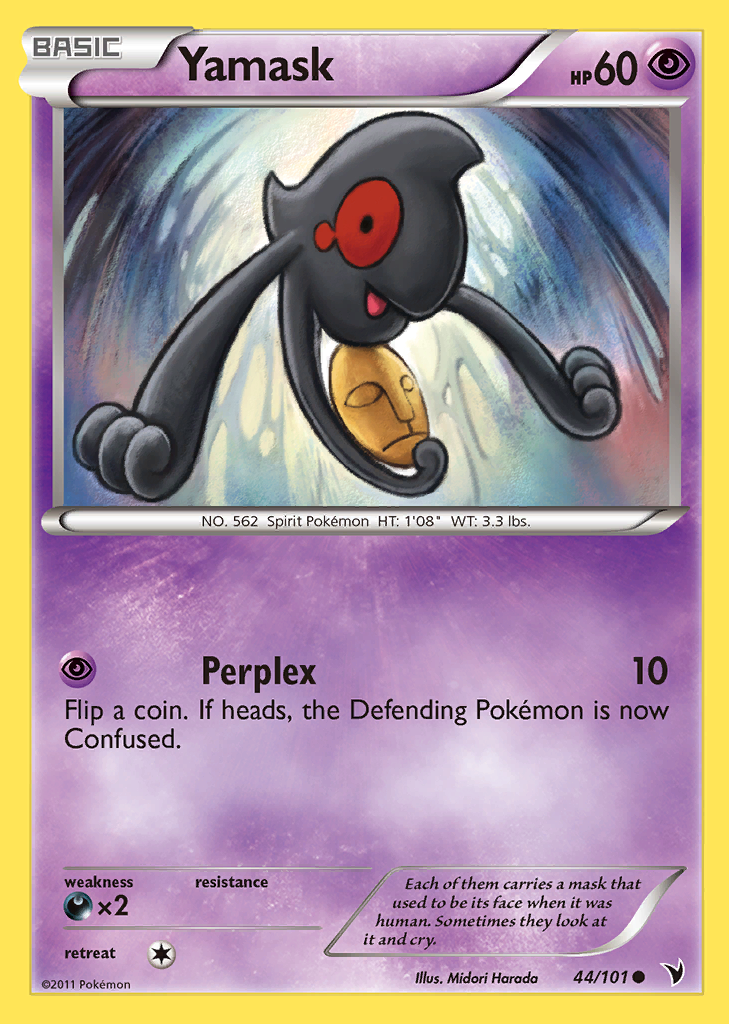 BASIC
Yamask
HP60
NO. 562 Spirit Pokémon HT: 1'08" WT: 3.3 lbs.
Perplex 10
Flip a coin. If heads, the Defending Pokémon is now
Confused.
weakness resistance
×2
retreat
Each of them carries a mask that
used to be its face when it was
human. Sometimes they look at
it and cry.
©2011 Pokémon
Illus. Midori Harada
44/101